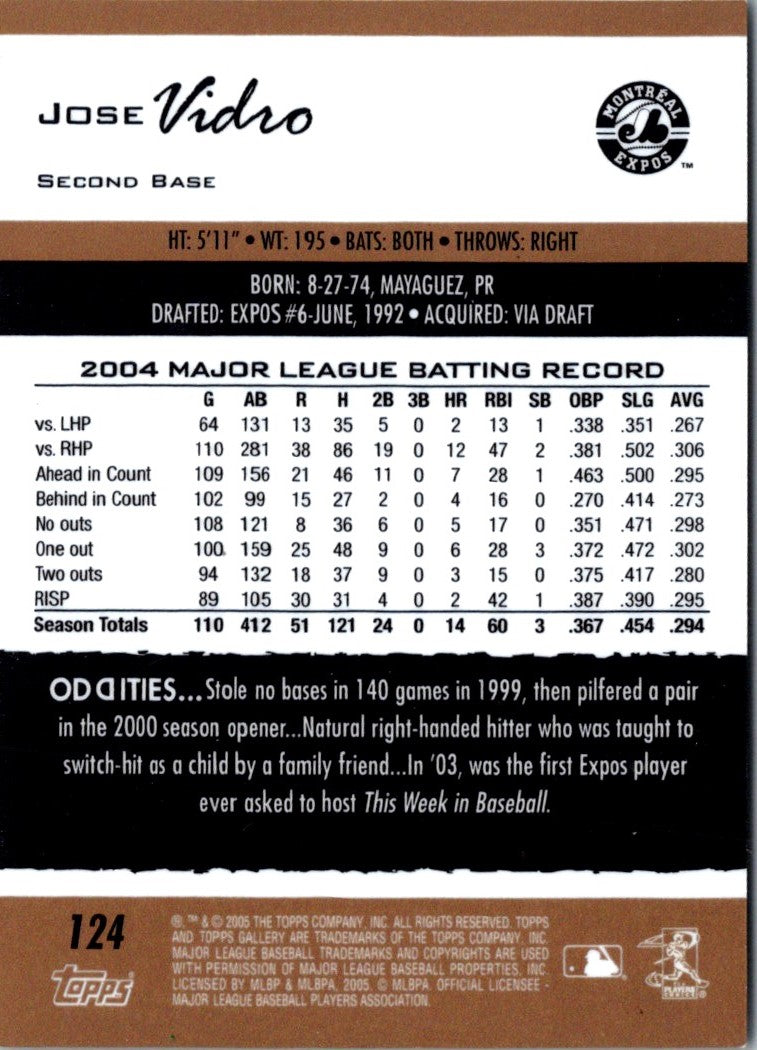 JOSE Vidro
SECOND BASE
MONTRÉAL
EXPOS
™
HT: 5'11" • WT: 195 • BATS: BOTH • THROWS: RIGHT
BORN: 8-27-74, MAYAGUEZ, PR
DRAFTED: EXPOS #6-JUNE, 1992 • ACQUIRED: VIA DRAFT
2004 MAJOR LEAGUE BATTING RECORD
G AB R H 2B 3B HR RBI SB OBP SLG AVG
vs. LHP 64 131 13 35 5 0 2 13 1 .338 .351 .267
vs. RHP 110 281 38 86 19 0 12 47 2 .381 .502 .306
Ahead in Count 109 156 21 46 11 0 7 28 1 .463 .500 .295
Behind in Count 102 99 15 27 2 0 4 16 0 .270 .414 .273
No outs 108 121 8 36 6 0 5 17 0 .351 .471 .298
One out 100 159 25 48 9 0 6 28 3 .372 .472 .302
Two outs 94 132 18 37 9 0 3 15 0 .375 .417 .280
RISP 89 105 30 31 4 0 2 42 1 .387 .390 .295
Season Totals 110 412 51 121 24 0 14 60 3 .367 .454 .294
ODDITIES...Stole no bases in 140 games in 1999, then pilfered a pair
in the 2000 season opener...Natural right-handed hitter who was taught to
switch-hit as a child by a family friend...In '03, was the first Expos player
ever asked to host This Week in Baseball.
124
topps
®, ™ & © 2005 THE TOPPS COMPANY, INC. ALL RIGHTS RESERVED. TOPPS
AND TOPPS GALLERY ARE TRADEMARKS OF THE TOPPS COMPANY, INC.
MAJOR LEAGUE BASEBALL TRADEMARKS AND COPYRIGHTS ARE USED
WITH PERMISSION OF MAJOR LEAGUE BASEBALL PROPERTIES, INC.
LICENSED BY MLBP & MLBPA, 2005. © MLBPA. OFFICIAL LICENSEE -
MAJOR LEAGUE BASEBALL PLAYERS ASSOCIATION.
PLAYERS
CHOICE